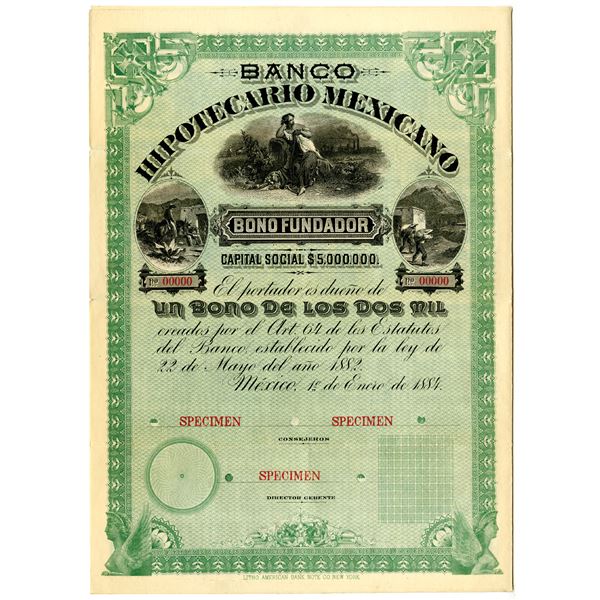 BANCO
HIPOTECARIO MEXICANO
BONO FUNDADOR
CAPITAL SOCIAL $5.000.000.
No 00000
No 00000
El portador es dueño de
UN BONO DE LOS DOS MIL
creados por el Art. 64 de los Estatutos
del Banco, establecido por la ley de
22 de Mayo del año 1882.
México, 1º de Enero de 1884.
SPECIMEN SPECIMEN
CONSEJEROS
SPECIMEN
DIRECTOR GERENTE
LITHO AMERICAN BANK NOTE CO. NEW YORK.